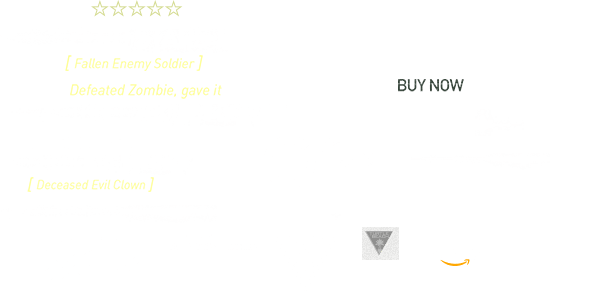 ☆☆☆☆☆
[ Fallen Enemy Soldier ]
Defeated Zombie, gave it
BUY NOW
[ Deceased Evil Clown ]